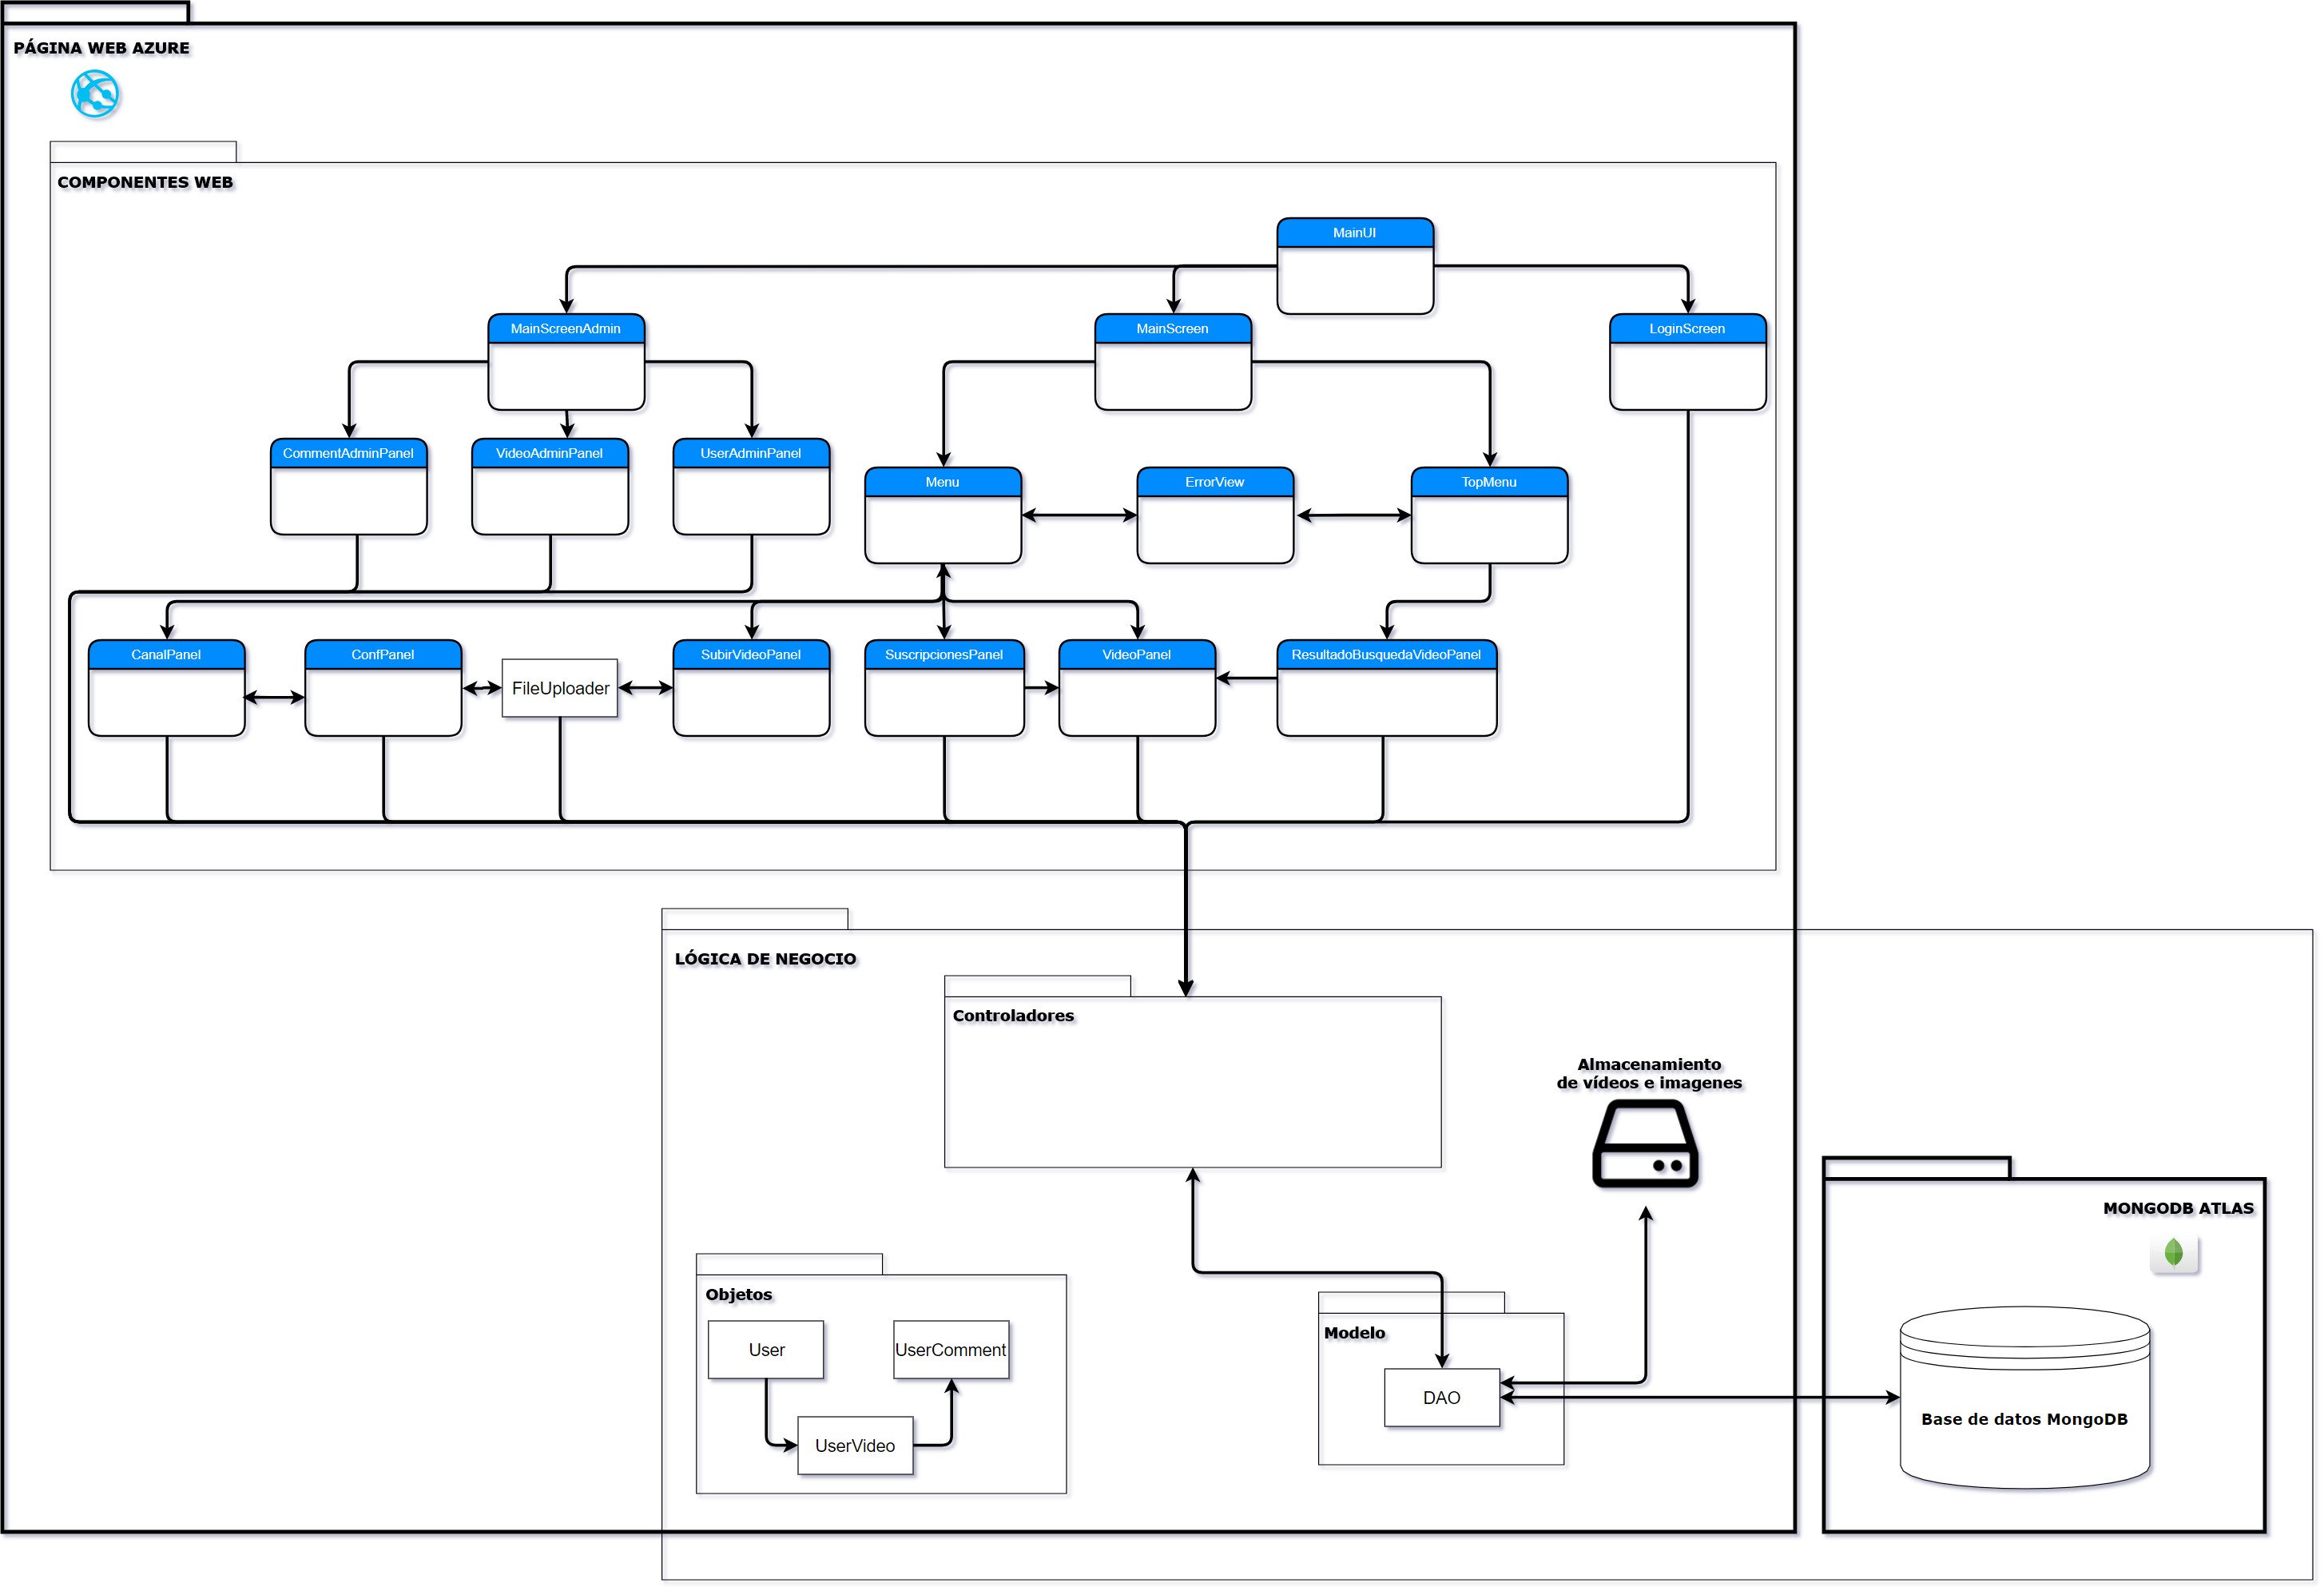 PÁGINA WEB AZURE
COMPONENTES WEB
MainUI
MainScreenAdmin
MainScreen
LoginScreen
CommentAdminPanel
VideoAdminPanel
UserAdminPanel
Menu
ErrorView
TopMenu
CanalPanel
ConfPanel
FileUploader
SubirVideoPanel
SuscripcionesPanel
VideoPanel
ResultadoBusquedaVideoPanel
LÓGICA DE NEGOCIO
Controladores
Almacenamiento
de vídeos e imagenes
MONGODB ATLAS
Objetos
User
UserComment
UserVideo
Modelo
DAO
Base de datos MongoDB